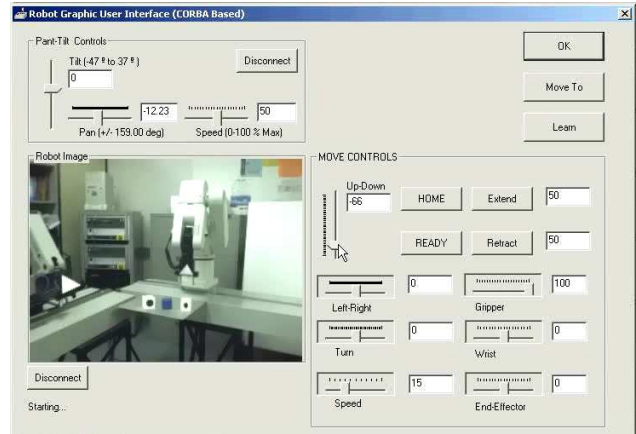 Robot Graphic User Interface (CORBA Based)
Pant-Tilt Controls
Tilt (-47 º to 37 º )
0
Disconnect
-12.23
50
Pan (+/- 159.00 deg)
Speed (0-100 % Max)
OK
Move To
Learn
Robot Image
Disconnect
Starting...
MOVE CONTROLS
Up-Down
-66
HOME
Extend
50
READY
Retract
50
Left-Right
0
Gripper
100
Turn
0
Wrist
0
Speed
15
End-Effector
0